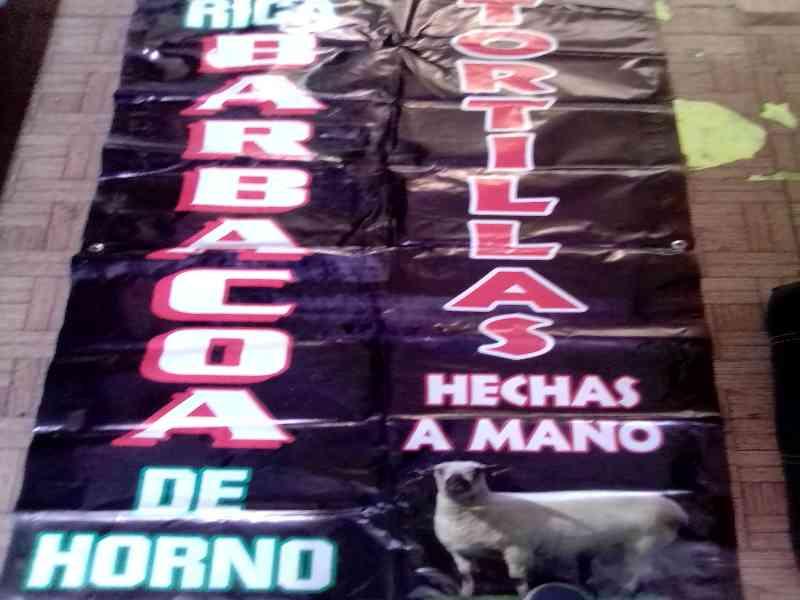 RICA
BARBACOA
DE
HORNO
TORTILLAS
HECHAS
A MANO